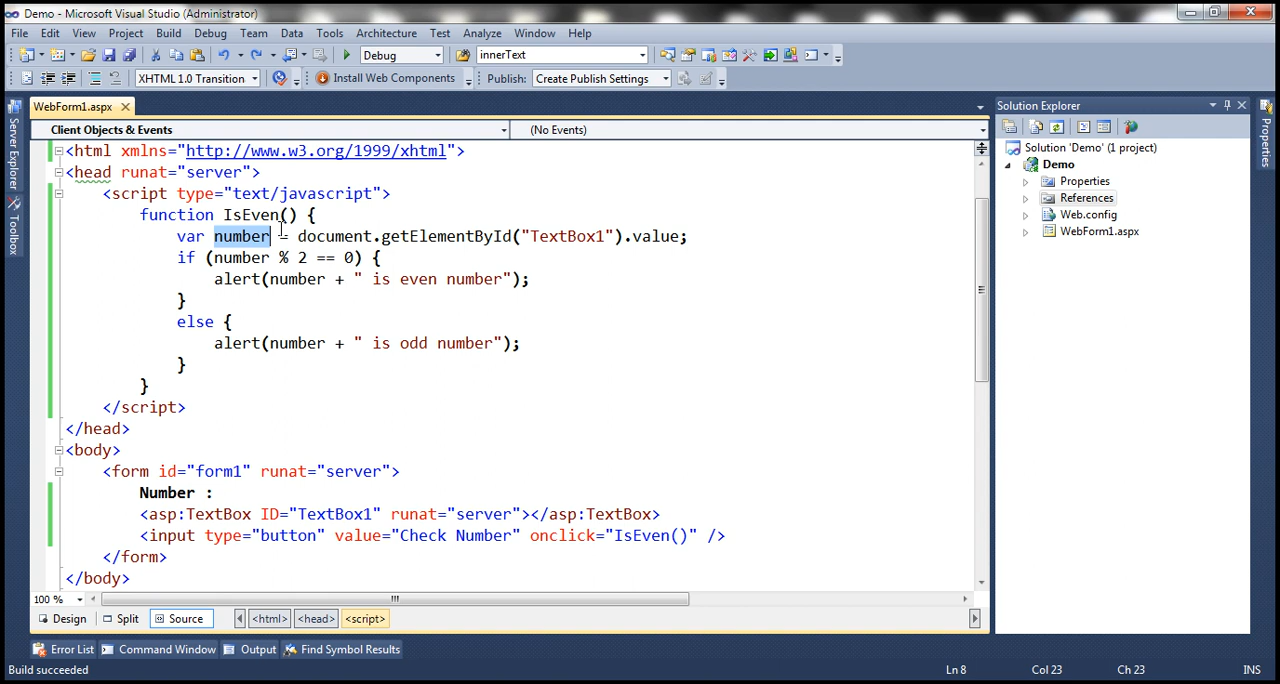 Demo - Microsoft Visual Studio (Administrator)
File Edit View Project Build Debug Team Data Tools Architecture Test Analyze Window Help
Debug innerText
XHTML 1.0 Transition Install Web Components Publish: Create Publish Settings
Server Explorer
Toolbox
WebForm1.aspx
Client Objects & Events (No Events)
<html xmlns="http://www.w3.org/1999/xhtml">
<head runat="server">
<script type="text/javascript">
function IsEven() {
var number = document.getElementById("TextBox1").value;
if (number % 2 == 0) {
alert(number + " is even number");
}
else {
alert(number + " is odd number");
}
}
</script>
</head>
<body>
<form id="form1" runat="server">
Number :
<asp:TextBox ID="TextBox1" runat="server"></asp:TextBox>
<input type="button" value="Check Number" onclick="IsEven()" />
</form>
</body>
100 %
Design Split Source <html> <head> <script>
Solution Explorer
Solution 'Demo' (1 project)
Demo
Properties
References
Web.config
WebForm1.aspx
Properties
Error List Command Window Output Find Symbol Results
Build succeeded Ln 8 Col 23 Ch 23 INS